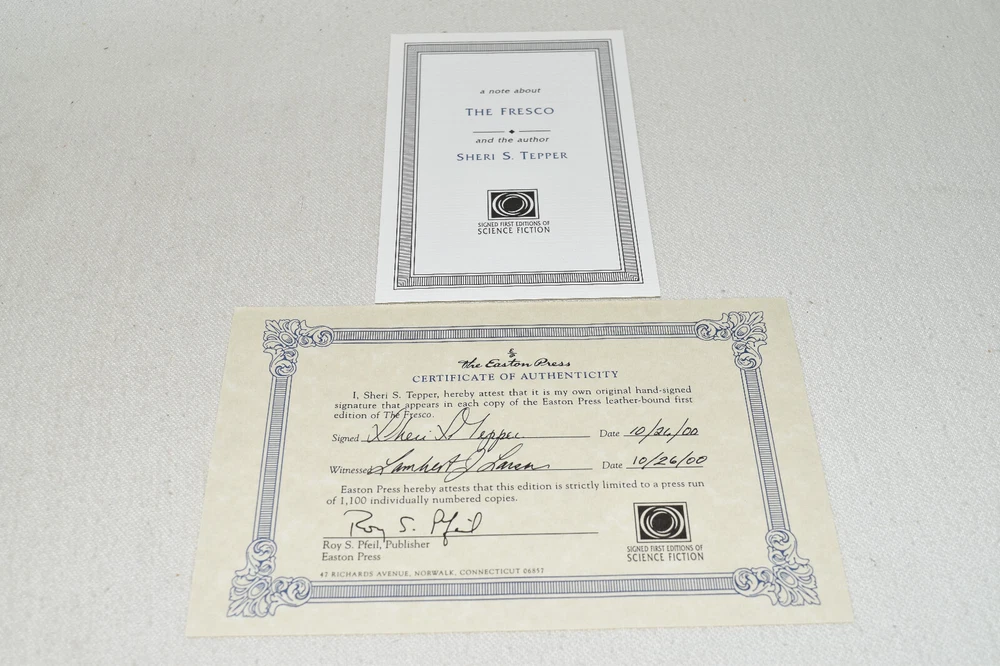 a note about
THE FRESCO
and the author
SHERI S. TEPPER
SIGNED FIRST EDITIONS OF
SCIENCE FICTION
The Easton Press
CERTIFICATE OF AUTHENTICITY
I, Sheri S. Tepper, hereby attest that it is my own original hand-signed
signature that appears in each copy of the Easton Press leather-bound first
edition of The Fresco.
Signed Sheri S Tepper Date 10/26/00
Witnessed Lambert Date 10/26/00
Easton Press hereby attests that this edition is strictly limited to a press run
of 1,100 individually numbered copies.
Roy S. Pfeil
Roy S. Pfeil, Publisher
Easton Press
47 RICHARDS AVENUE, NORWALK, CONNECTICUT 06857
SIGNED FIRST EDITIONS OF
SCIENCE FICTION